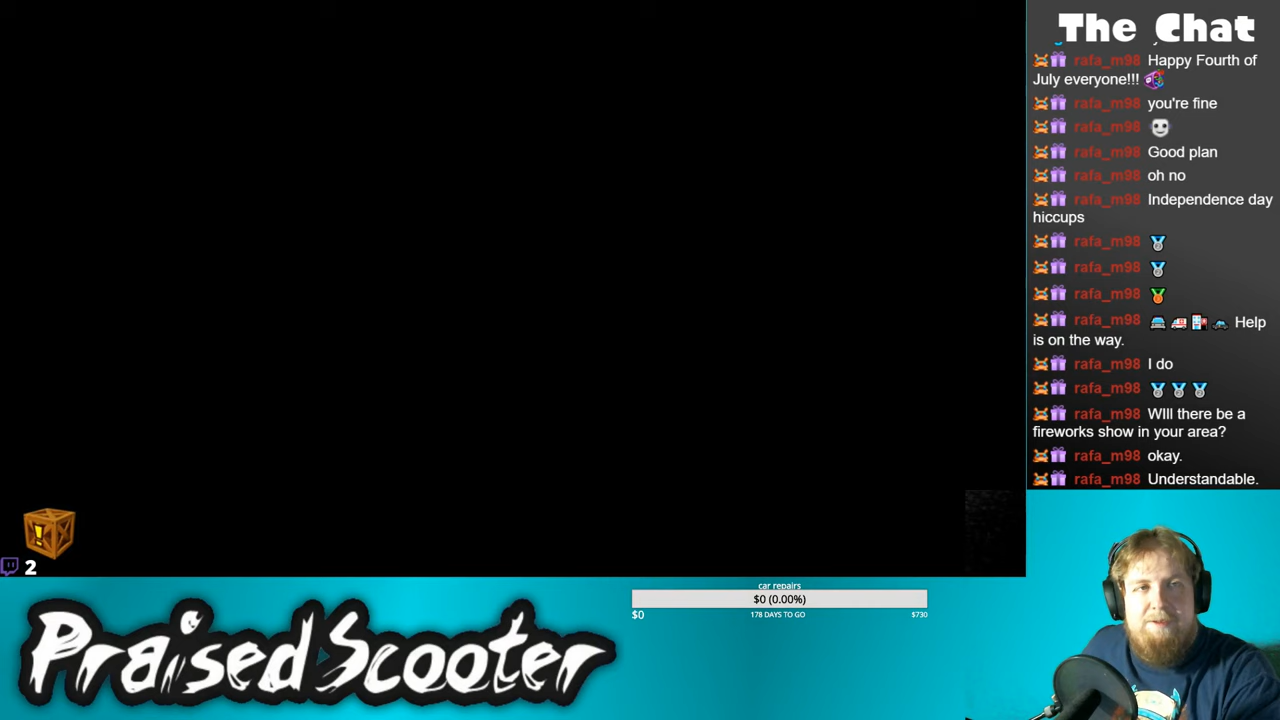 The Chat
rafa_m98 Happy Fourth of
July everyone!!!
rafa_m98 you're fine
rafa_m98
rafa_m98 Good plan
rafa_m98 oh no
rafa_m98 Independence day
hiccups
rafa_m98
rafa_m98
rafa_m98
rafa_m98 Help
is on the way.
rafa_m98 I do
rafa_m98
rafa_m98 WIll there be a
fireworks show in your area?
rafa_m98 okay.
rafa_m98 Understandable.
!
2
PraisedScooter
car repairs
$0 (0.00%)
$0 178 DAYS TO GO $730